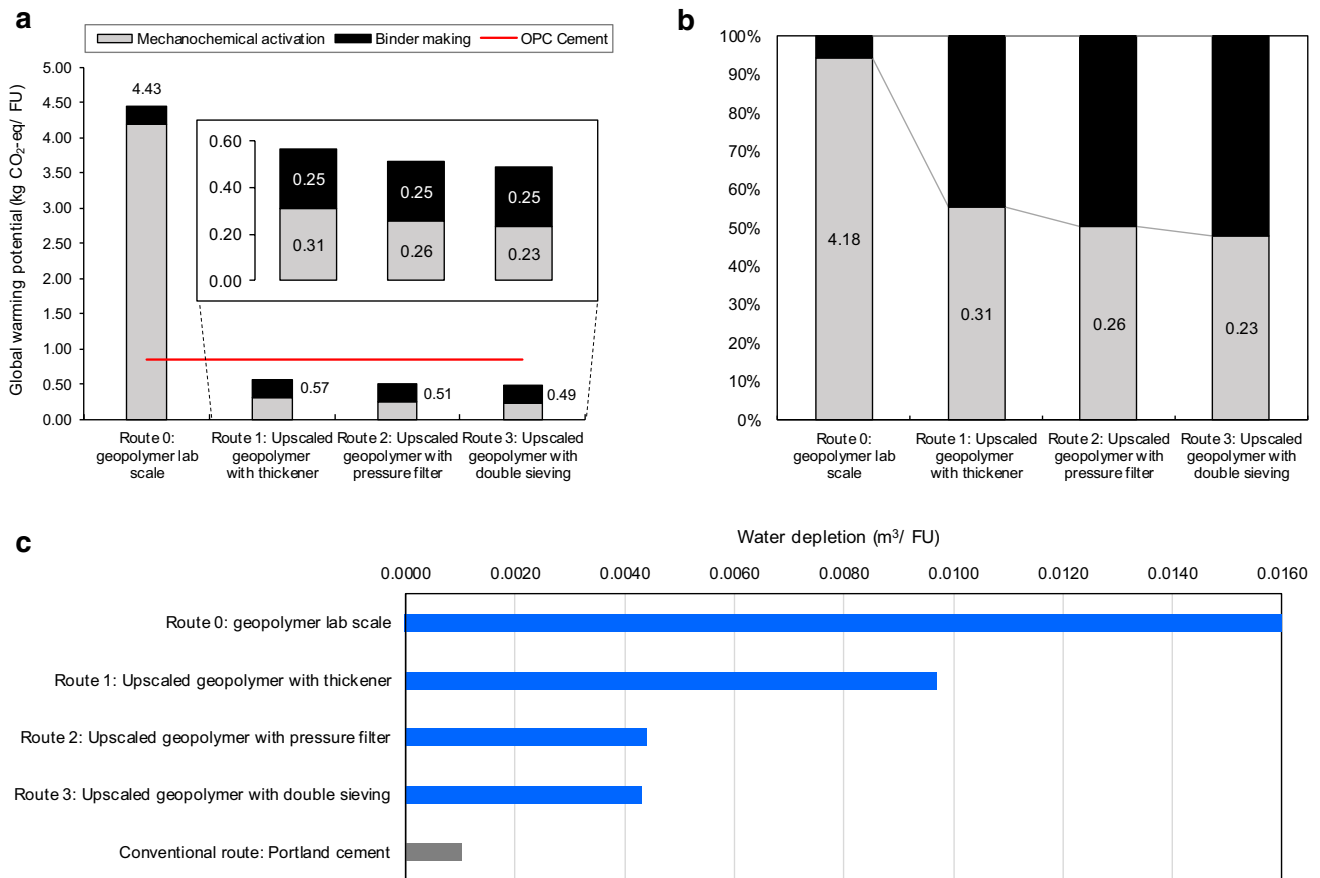 a
Mechanochemical activation Binder making OPC Cement
Global warming potential (kg CO₂-eq/ FU)
5.00
4.50
4.00
3.50
3.00
2.50
2.00
1.50
1.00
0.50
0.00
4.43
0.60
0.40
0.20
0.00
0.25
0.31
0.25
0.26
0.25
0.23
0.57
0.51
0.49
Route 0:
geopolymer lab
scale
Route 1: Upscaled
geopolymer
with thickener
Route 2: Upscaled
geopolymer with
pressure filter
Route 3: Upscaled
geopolymer with
double sieving
b
100%
90%
80%
70%
60%
50%
40%
30%
20%
10%
0%
4.18
0.31
0.26
0.23
Route 0:
geopolymer lab
scale
Route 1: Upscaled
geopolymer
with thickener
Route 2: Upscaled
geopolymer with
pressure filter
Route 3: Upscaled
geopolymer with
double sieving
c
Water depletion (m³/ FU)
0.0000 0.0020 0.0040 0.0060 0.0080 0.0100 0.0120 0.0140 0.0160
Route 0: geopolymer lab scale
Route 1: Upscaled geopolymer with thickener
Route 2: Upscaled geopolymer with pressure filter
Route 3: Upscaled geopolymer with double sieving
Conventional route: Portland cement